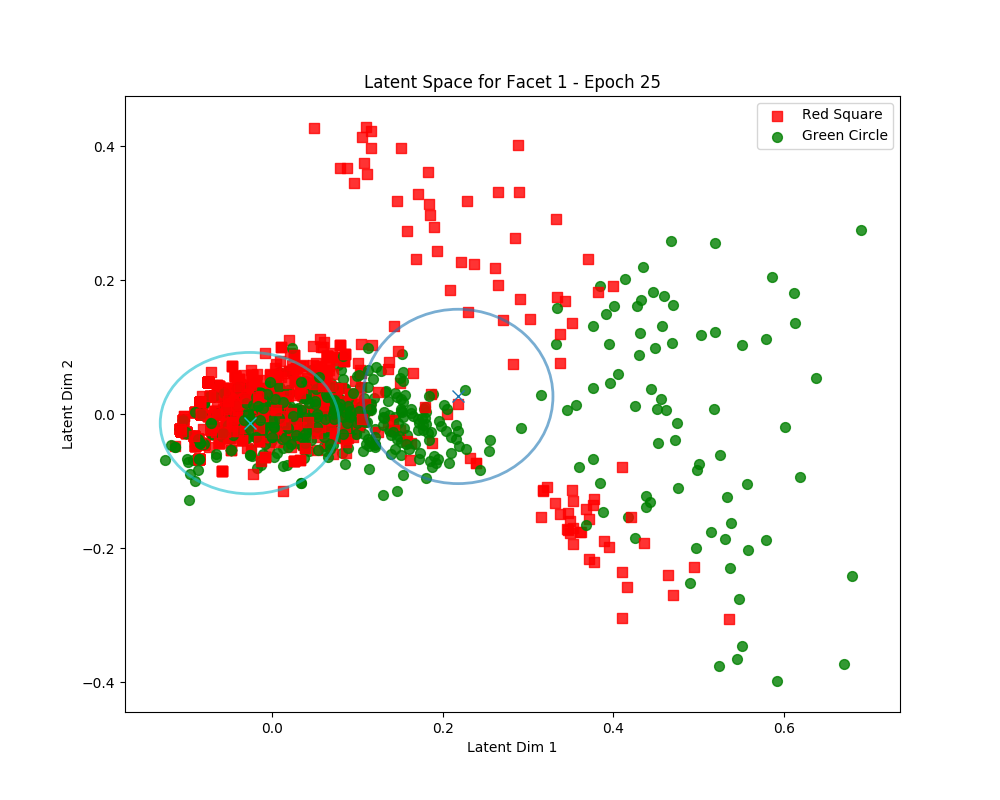 Latent Space for Facet 1 - Epoch 25
Red Square
Green Circle
0.4
0.2
0.0
−0.2
−0.4
Latent Dim 2
0.0
0.2
0.4
0.6
Latent Dim 1